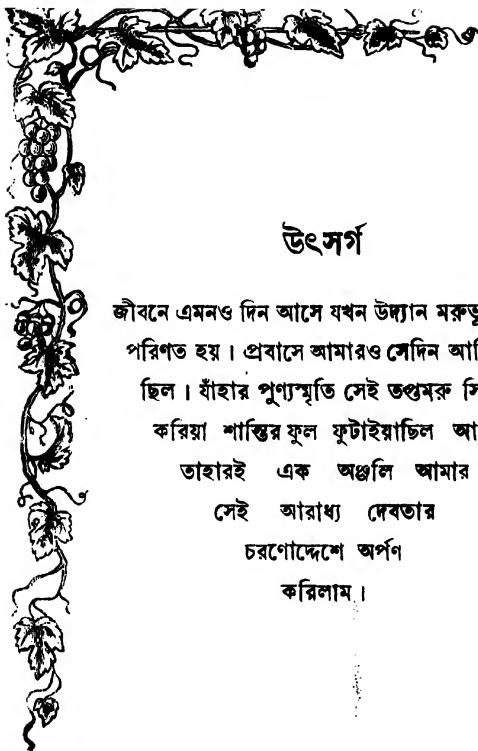 উৎসর্গ
জীবনে এমনও দিন আসে যখন উদ্যান
পরিণত হয়। প্রবাসে আমারও সেদিন
ছিল। যাঁহার পুণ্যস্মৃতি সেই তপ্তমরু
করিয়া শান্তির ফুল ফুটাইয়াছিল
তাহারই এক অঞ্জলি আমার
সেই আরাধ্য দেবতার
চরণোদ্দেশে অর্পণ
করিলাম।